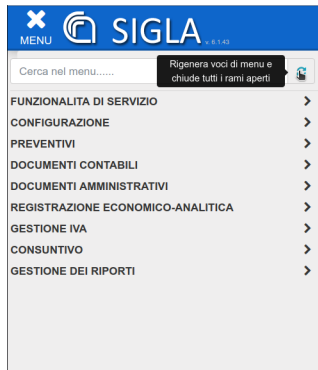 MENU SIGLA v. 6.1.43
Cerca nel menu......
Rigenera voci di menu e
chiude tutti i rami aperti
FUNZIONALITA DI SERVIZIO
CONFIGURAZIONE
PREVENTIVI
DOCUMENTI CONTABILI
DOCUMENTI AMMINISTRATIVI
REGISTRAZIONE ECONOMICO-ANALITICA
GESTIONE IVA
CONSUNTIVO
GESTIONE DEI RIPORTI